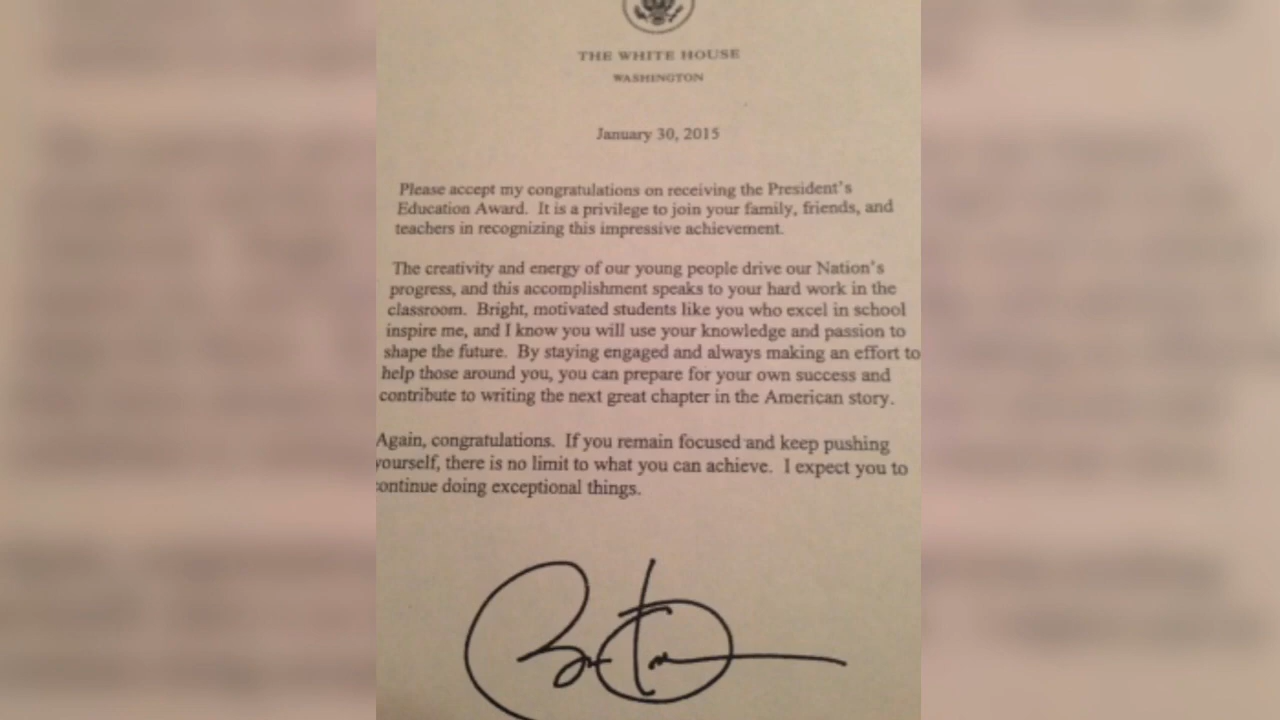 THE WHITE HOUSE
WASHINGTON
January 30, 2015
Please accept my congratulations on receiving the President's
Education Award. It is a privilege to join your family, friends, and
teachers in recognizing this impressive achievement.
The creativity and energy of our young people drive our Nation's
progress, and this accomplishment speaks to your hard work in the
classroom. Bright, motivated students like you who excel in school
inspire me, and I know you will use your knowledge and passion to
shape the future. By staying engaged and always making an effort to
help those around you, you can prepare for your own success and
contribute to writing the next great chapter in the American story.
Again, congratulations. If you remain focused and keep pushing
yourself, there is no limit to what you can achieve. I expect you to
continue doing exceptional things.